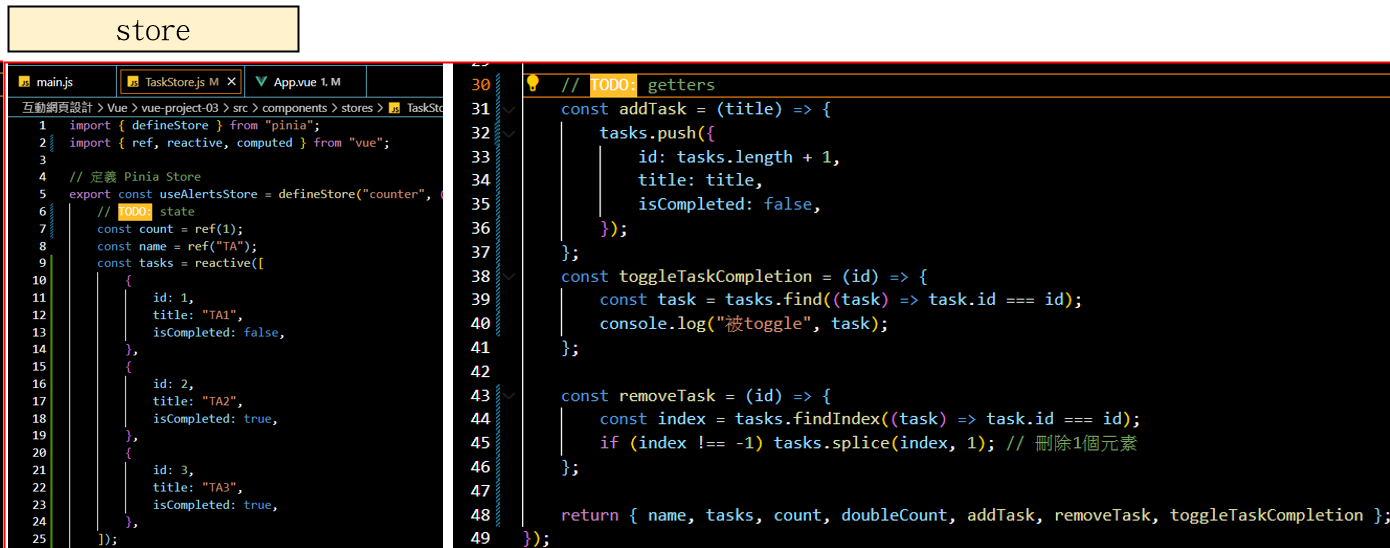 store
main.js
TaskStore.js M
App.vue 1, M
互動網頁設計 > Vue > vue-project-03 > src > components > stores > JS TaskSto
1 import { defineStore } from "pinia";
2 import { ref, reactive, computed } from "vue";
3
4 // 定義 Pinia Store
5 export const useAlertsStore = defineStore("counter", (
6 // TODO: state
7 const count = ref(1);
8 const name = ref("TA");
9 const tasks = reactive([
10 {
11 id: 1,
12 title: "TA1",
13 isCompleted: false,
14 },
15 {
16 id: 2,
17 title: "TA2",
18 isCompleted: true,
19 },
20 {
21 id: 3,
22 title: "TA3",
23 isCompleted: true,
24 },
25 ]);
30 // TODO: getters
31 const addTask = (title) => {
32 tasks.push({
33 id: tasks.length + 1,
34 title: title,
35 isCompleted: false,
36 });
37 };
38 const toggleTaskCompletion = (id) => {
39 const task = tasks.find((task) => task.id === id);
40 console.log("被toggle", task);
41 };
42
43 const removeTask = (id) => {
44 const index = tasks.findIndex((task) => task.id === id);
45 if (index !== -1) tasks.splice(index, 1); // 刪除1個元素
46 };
47
48 return { name, tasks, count, doubleCount, addTask, removeTask, toggleTaskCompletion };
49 });